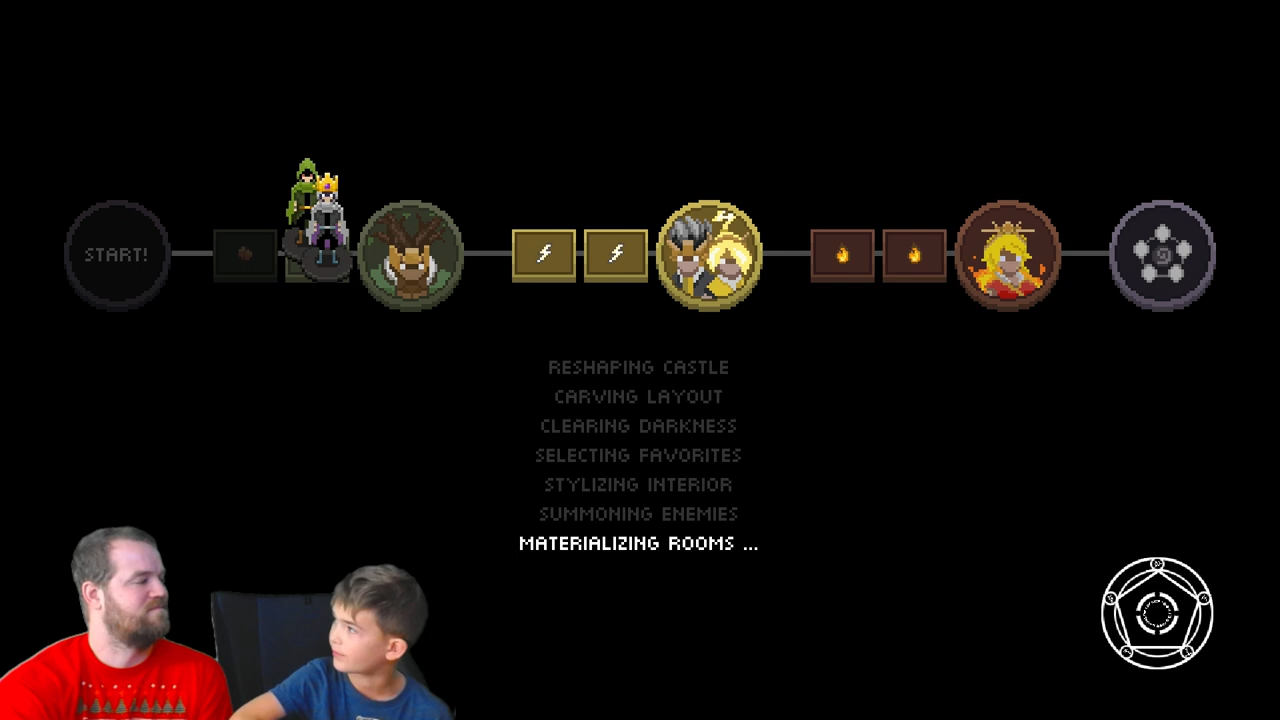 START!
RESHAPING CASTLE
CARVING LAYOUT
CLEARING DARKNESS
SELECTING FAVORITES
STYLIZING INTERIOR
SUMMONING ENEMIES
MATERIALIZING ROOMS ...